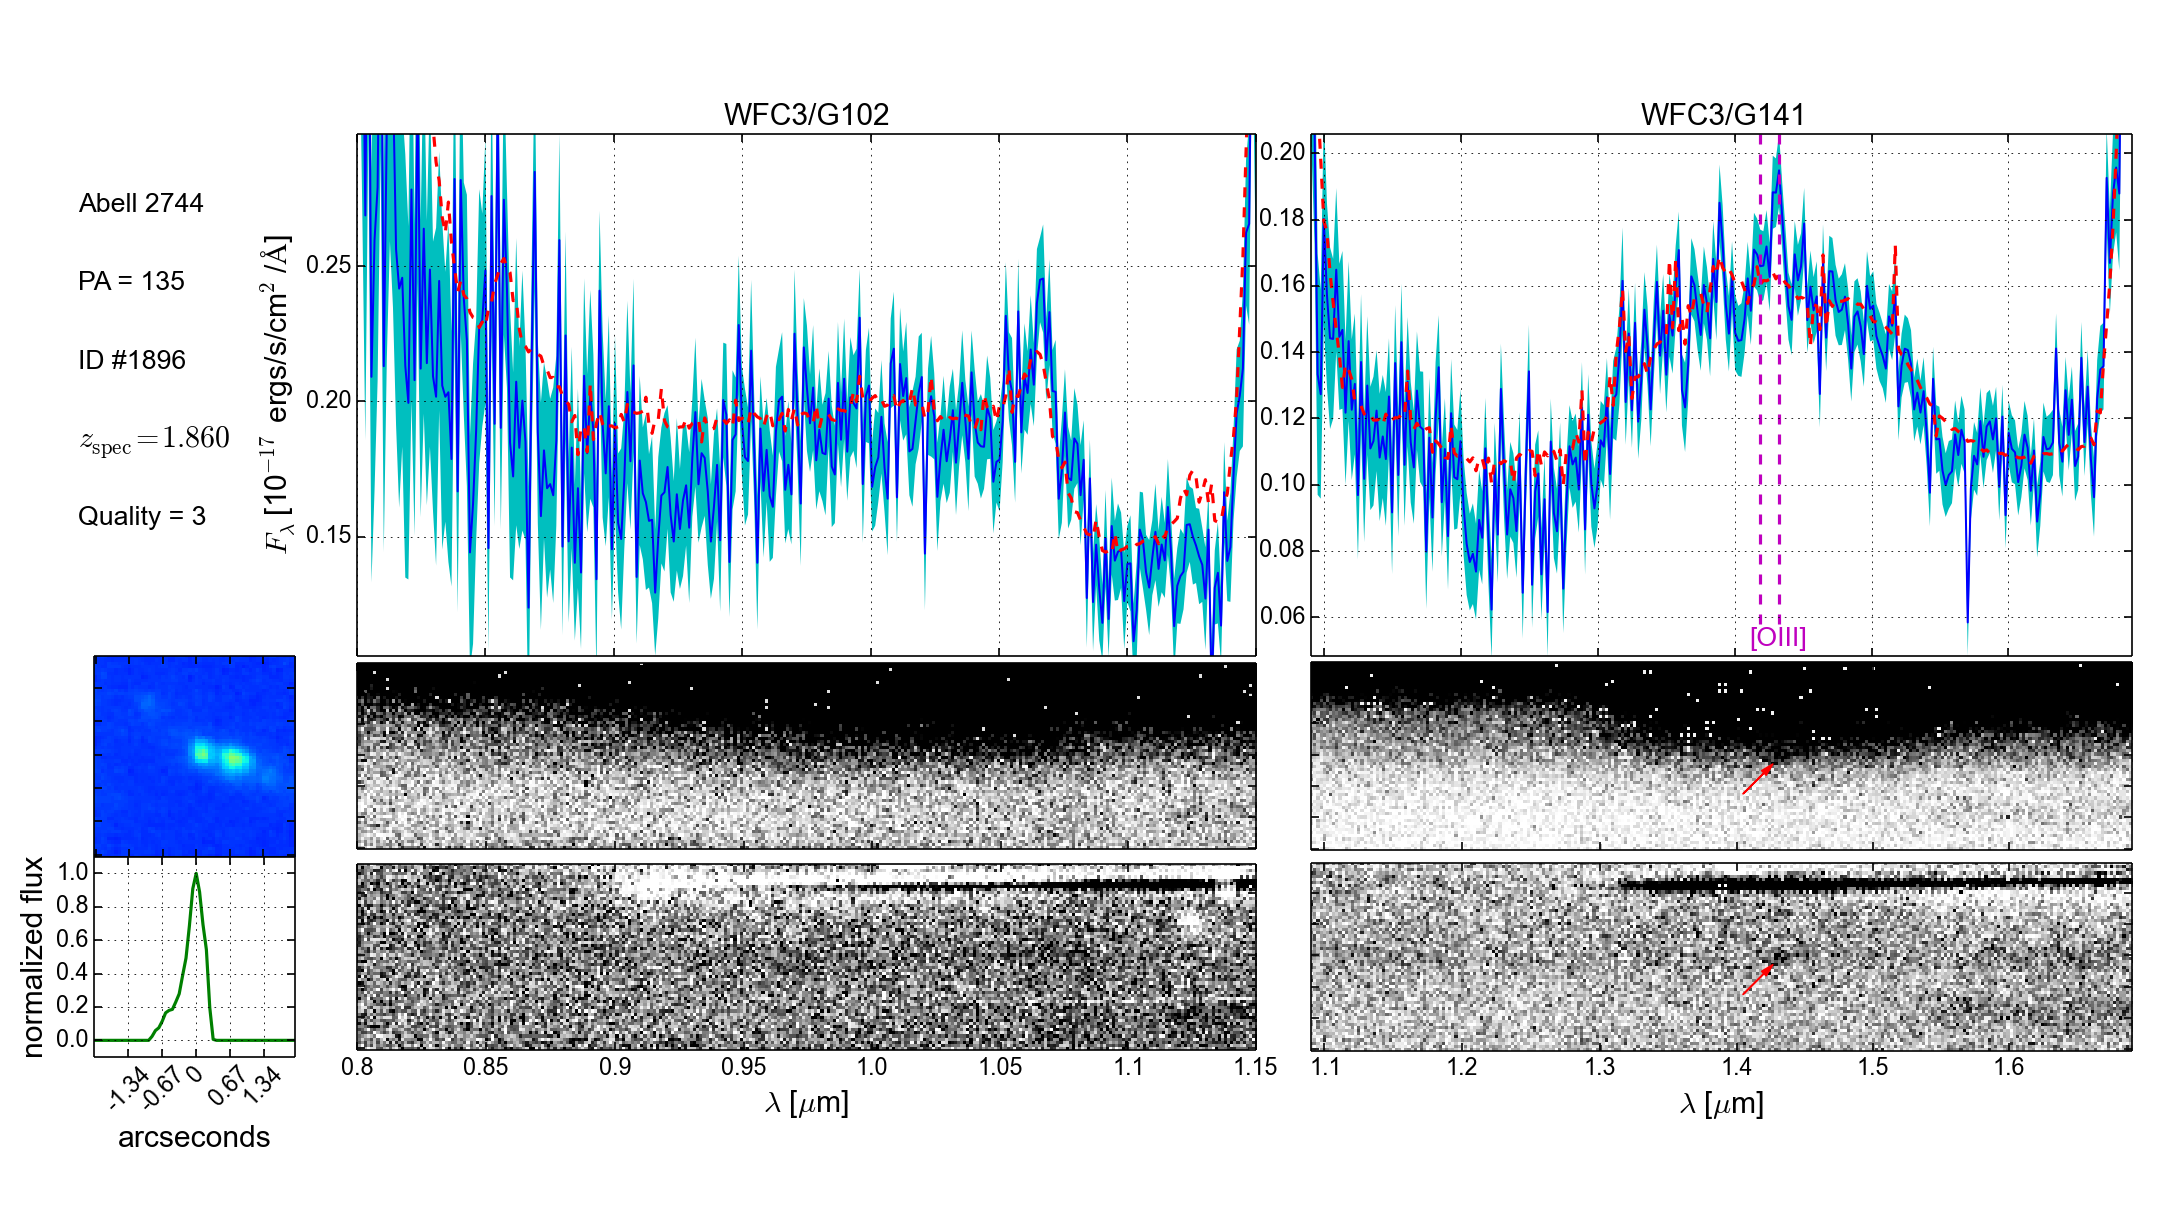 WFC3/G102
WFC3/G141
Abell 2744
PA = 135
ID #1896
z_spec = 1.860
Quality = 3
F_λ [10^−17 ergs/s/cm^2/Å]
0.25
0.20
0.15
0.20
0.18
0.16
0.14
0.12
0.10
0.08
0.06
[OIII]
normalized flux
1.0
0.8
0.6
0.4
0.2
0.0
-1.34 -0.67 0 0.67 1.34
arcseconds
0.8 0.85 0.9 0.95 1.0 1.05 1.1 1.15
λ [μm]
1.1 1.2 1.3 1.4 1.5 1.6
λ [μm]